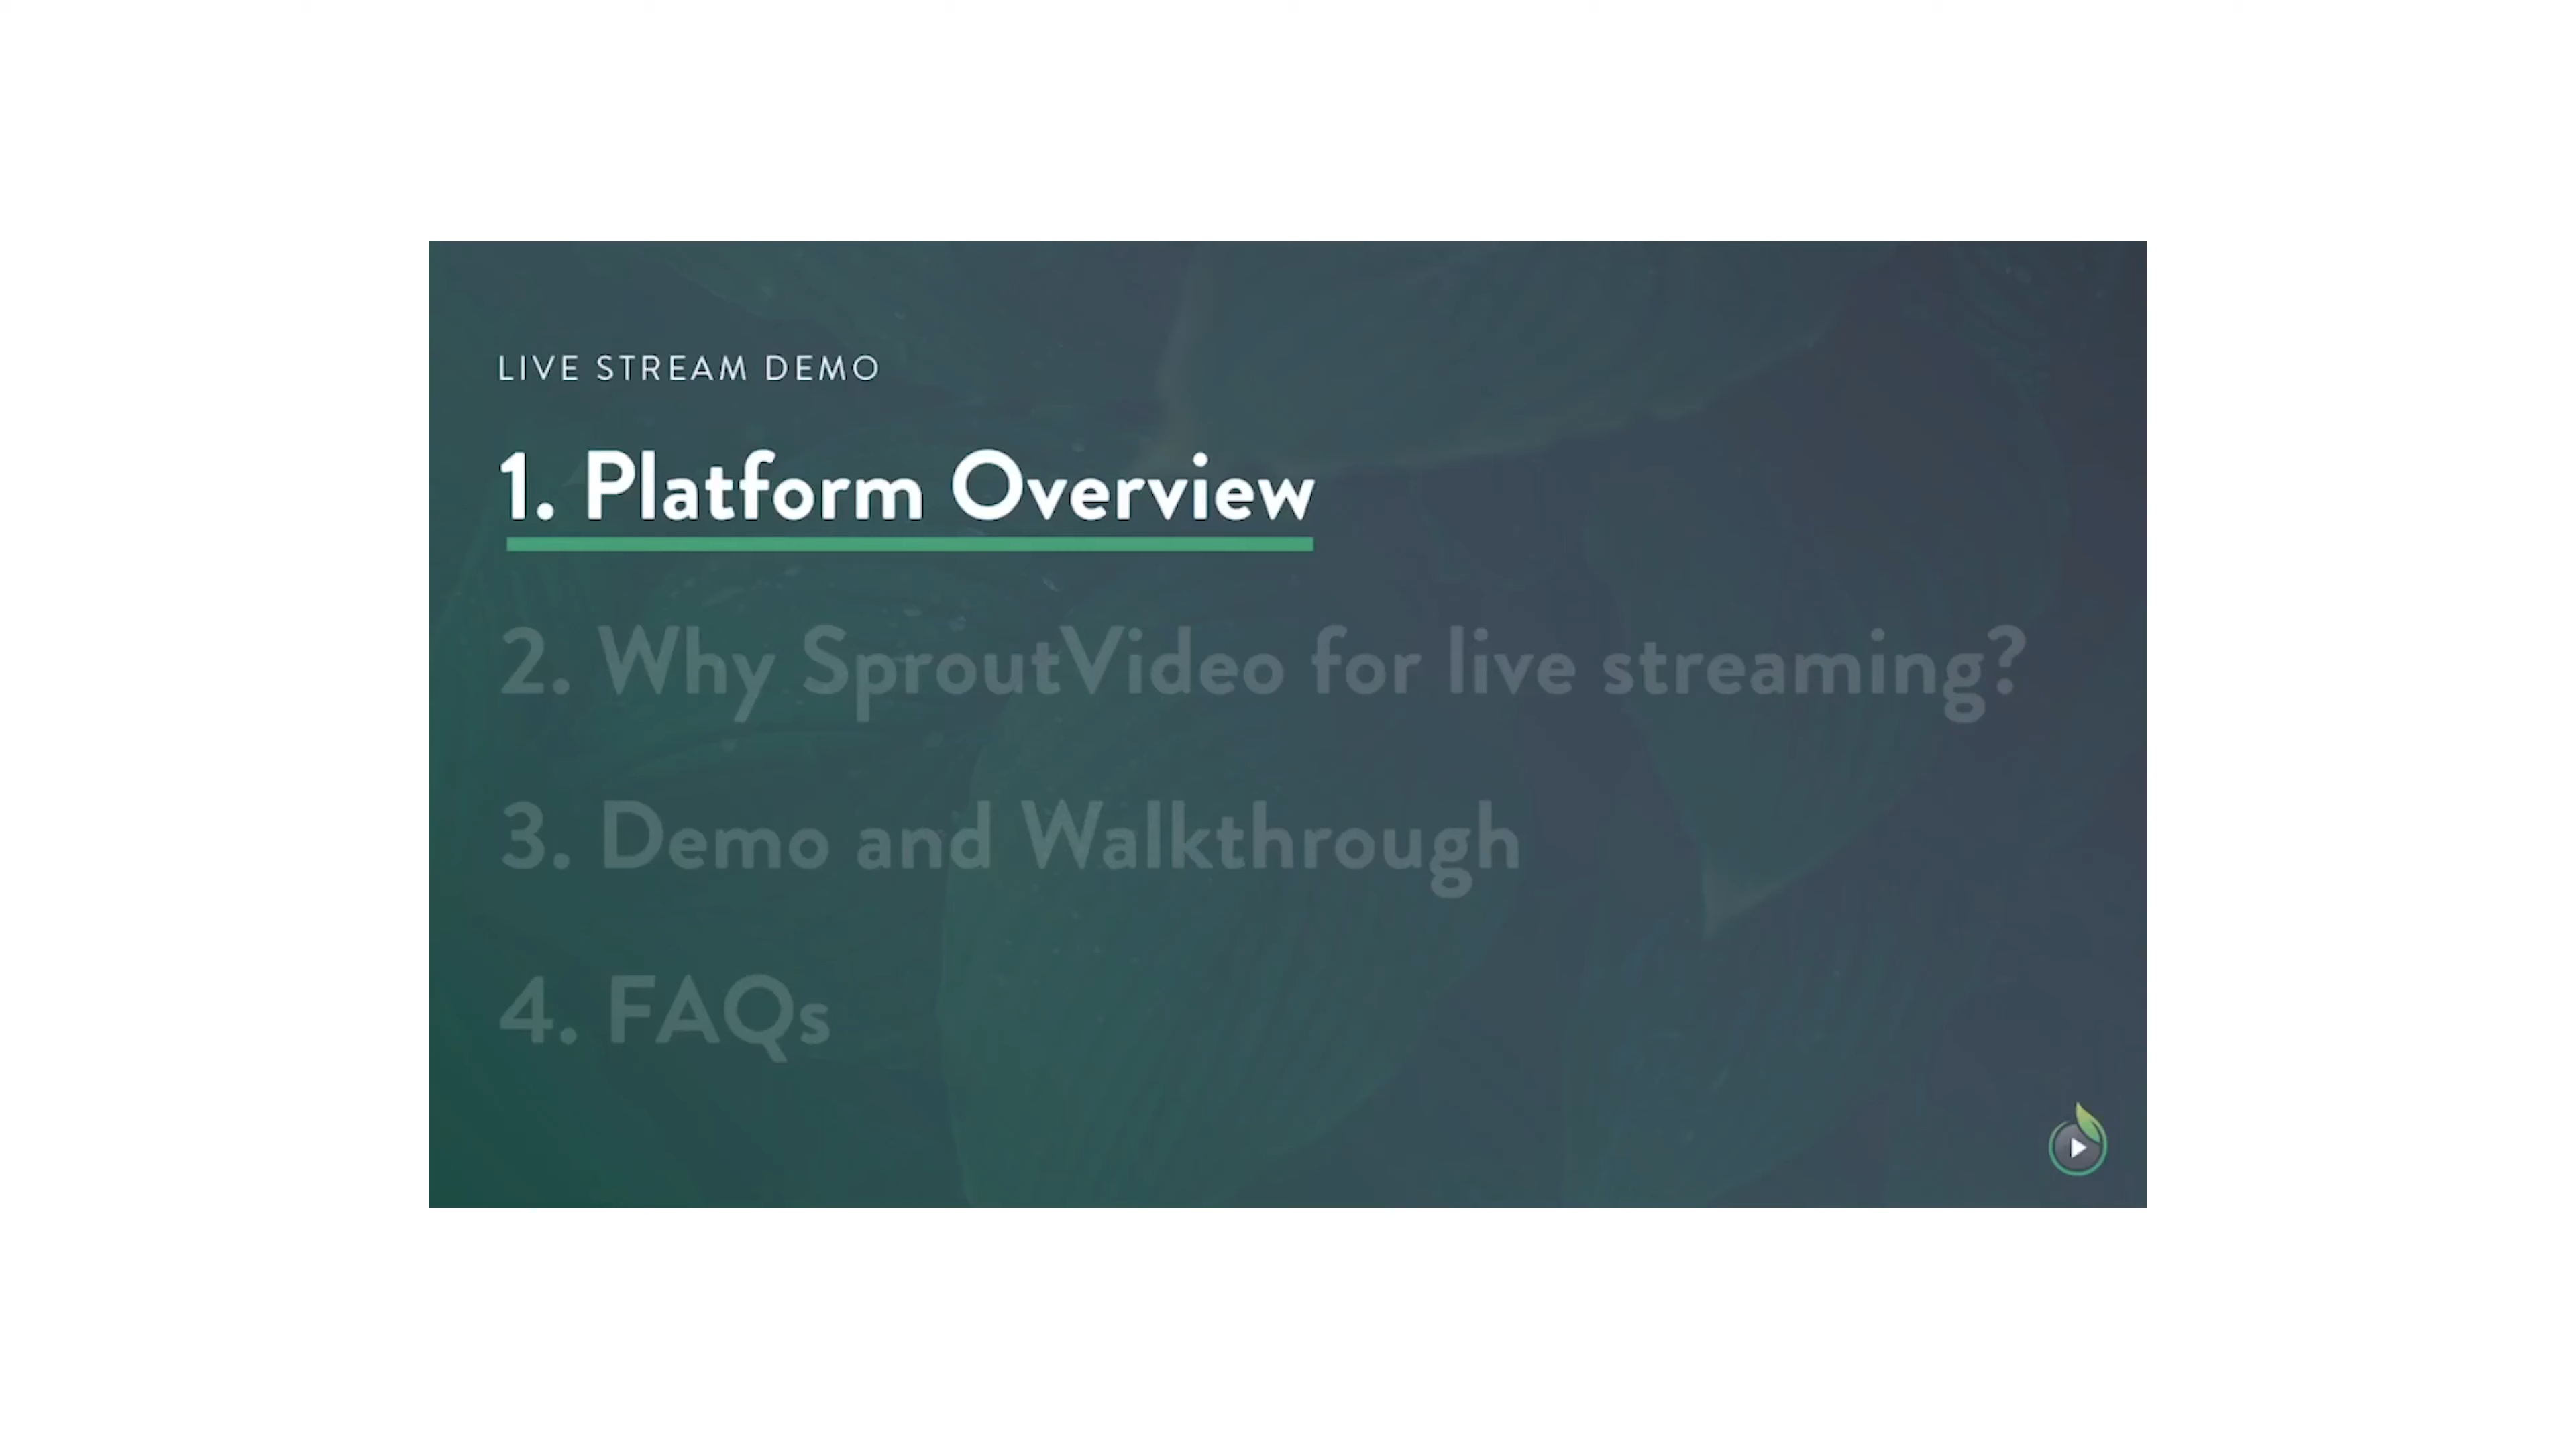 LIVE STREAM DEMO
1. Platform Overview
2. Why SproutVideo for live streaming?
3. Demo and Walkthrough
4. FAQs